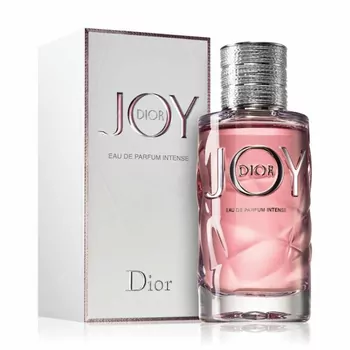 JOY
DIOR
EAU DE PARFUM INTENSE
Dior
JOY
DIOR
EAU DE PARFUM INTENSE